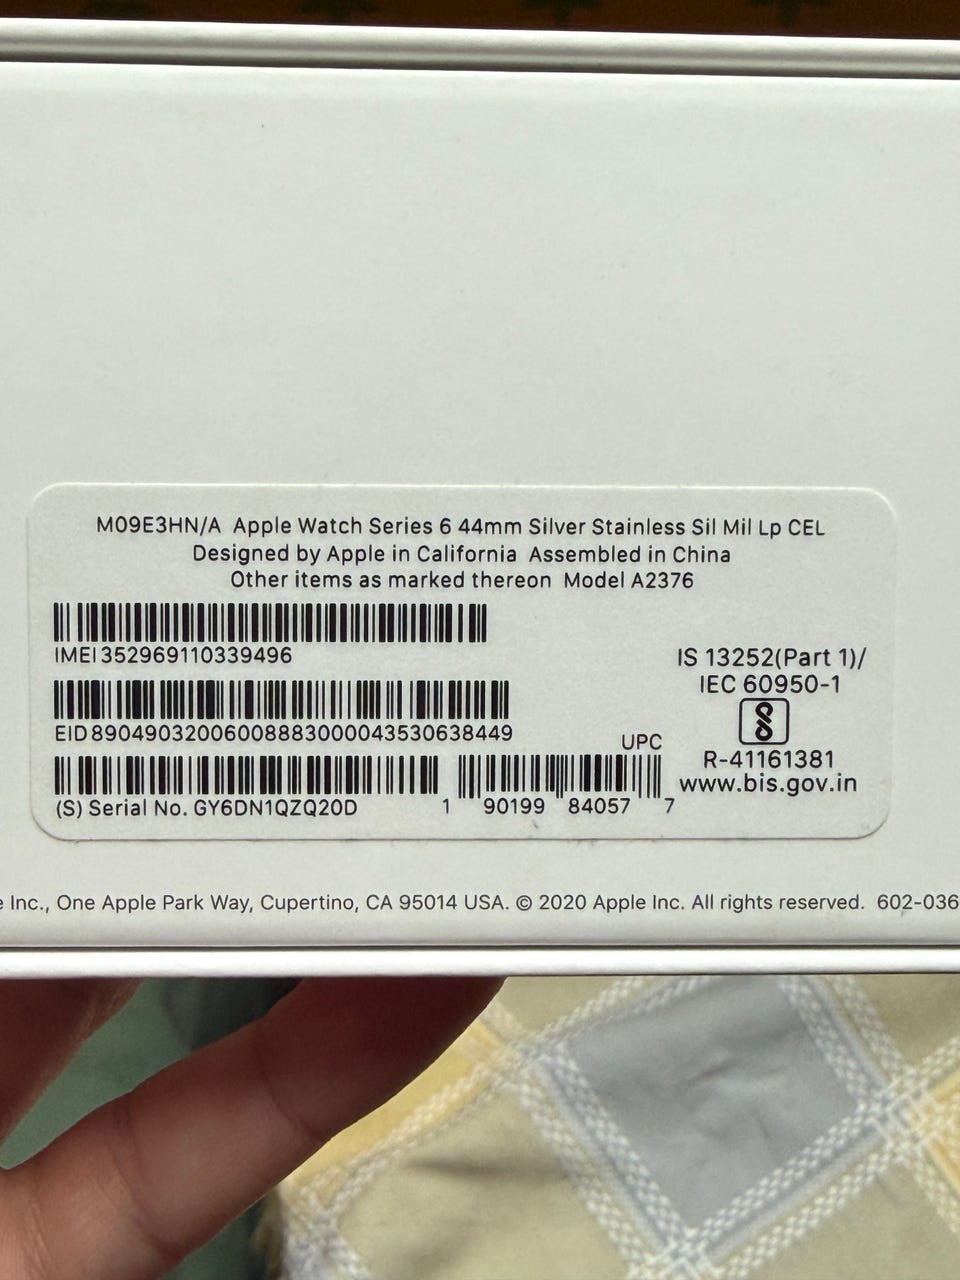 M09E3HN/A Apple Watch Series 6 44mm Silver Stainless Sil Mil Lp CEL
Designed by Apple in California Assembled in China
Other items as marked thereon Model A2376
IMEI 352969110339496
EID 89049032006008883000043530638449
(S) Serial No. GY6DN1QZQ20D
UPC
1 90199 84057 7
IS 13252(Part 1)/
IEC 60950-1
R-41161381
www.bis.gov.in
e Inc., One Apple Park Way, Cupertino, CA 95014 USA. © 2020 Apple Inc. All rights reserved. 602-036